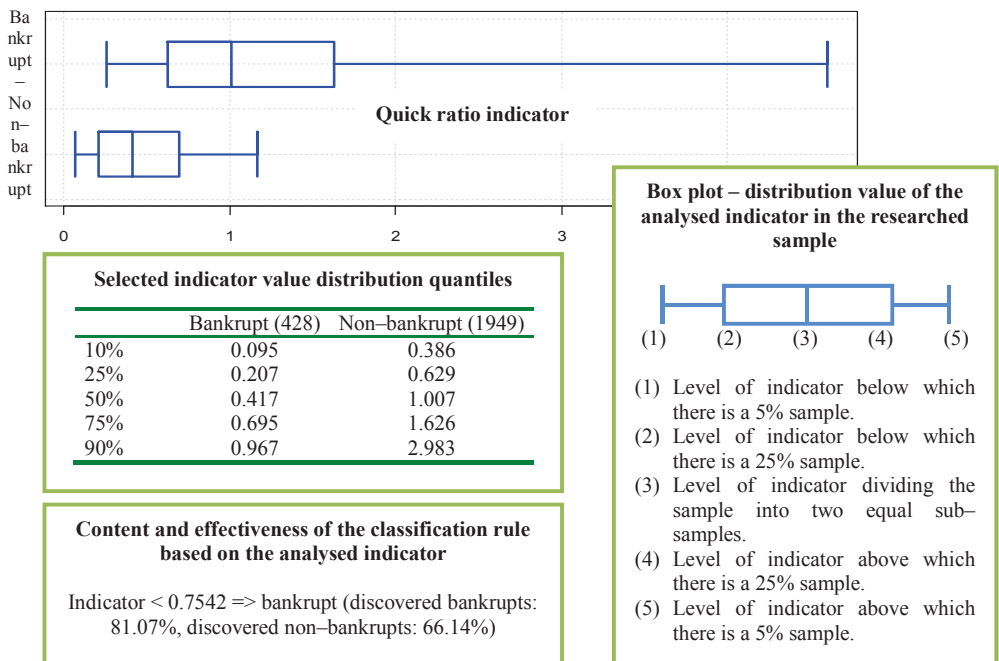 Ba
nkr
upt
–
No
n–
ba
nkr
upt
Quick ratio indicator
0 1 2 3
Selected indicator value distribution quantiles
Bankrupt (428) Non–bankrupt (1949)
10% 0.095 0.386
25% 0.207 0.629
50% 0.417 1.007
75% 0.695 1.626
90% 0.967 2.983
Content and effectiveness of the classification rule
based on the analysed indicator
Indicator < 0.7542 => bankrupt (discovered bankrupts:
81.07%, discovered non–bankrupts: 66.14%)
Box plot – distribution value of the
analysed indicator in the researched
sample
(1) (2) (3) (4) (5)
(1) Level of indicator below which
there is a 5% sample.
(2) Level of indicator below which
there is a 25% sample.
(3) Level of indicator dividing the
sample into two equal sub–
samples.
(4) Level of indicator above which
there is a 25% sample.
(5) Level of indicator above which
there is a 5% sample.